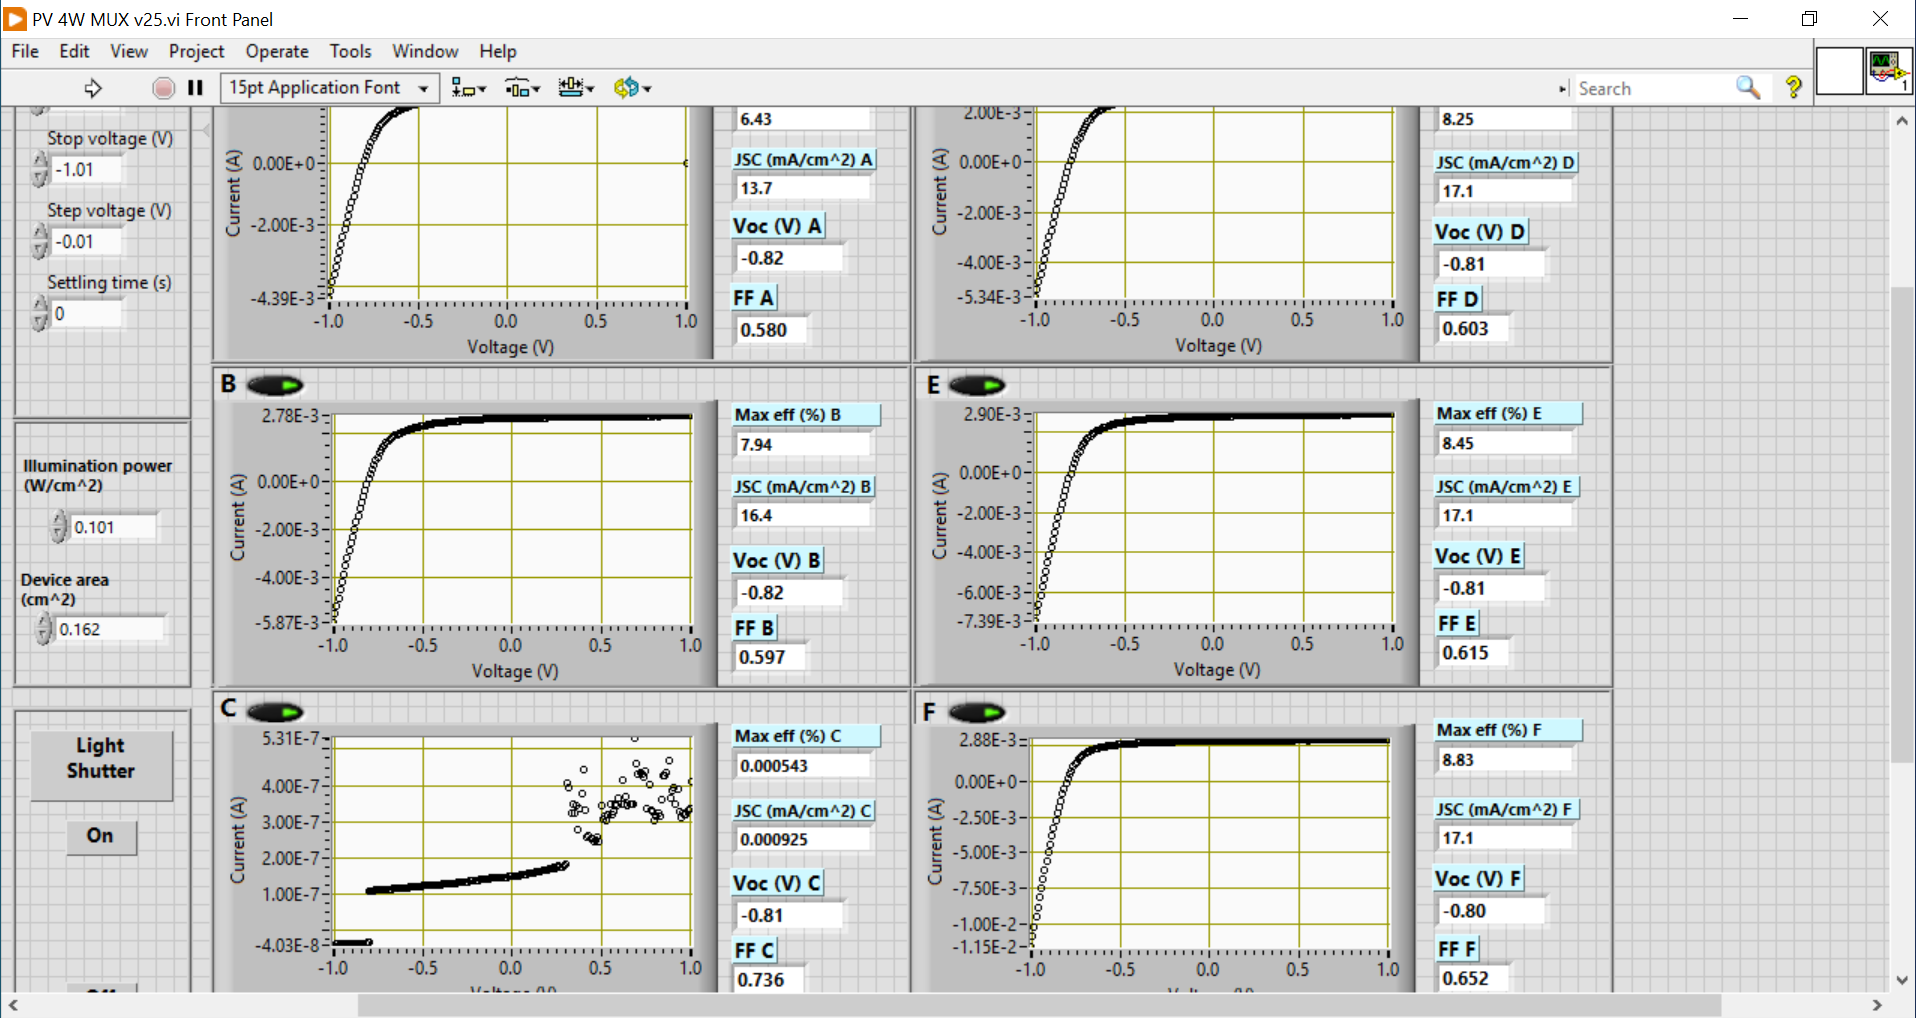 PV 4W MUX v25.vi Front Panel
File Edit View Project Operate Tools Window Help
15pt Application Font
Search
1
Stop voltage (V)
-1.01
Step voltage (V)
-0.01
Settling time (s)
0
Illumination power
(W/cm^2)
0.101
Device area
(cm^2)
0.162
Light
Shutter
On
Current (A)
0.00E+0
-2.00E-3
-4.39E-3
-1.0 -0.5 0.0 0.5 1.0
Voltage (V)
6.43
JSC (mA/cm^2) A
13.7
Voc (V) A
-0.82
FF A
0.580
Current (A)
2.00E-3
0.00E+0
-2.00E-3
-4.00E-3
-5.34E-3
-1.0 -0.5 0.0 0.5 1.0
Voltage (V)
8.25
JSC (mA/cm^2) D
17.1
Voc (V) D
-0.81
FF D
0.603
B
Current (A)
2.78E-3
0.00E+0
-2.00E-3
-4.00E-3
-5.87E-3
-1.0 -0.5 0.0 0.5 1.0
Voltage (V)
Max eff (%) B
7.94
JSC (mA/cm^2) B
16.4
Voc (V) B
-0.82
FF B
0.597
E
Current (A)
2.90E-3
0.00E+0
-2.00E-3
-4.00E-3
-6.00E-3
-7.39E-3
-1.0 -0.5 0.0 0.5 1.0
Voltage (V)
Max eff (%) E
8.45
JSC (mA/cm^2) E
17.1
Voc (V) E
-0.81
FF E
0.615
C
Current (A)
5.31E-7
4.00E-7
3.00E-7
2.00E-7
1.00E-7
-4.03E-8
-1.0 -0.5 0.0 0.5 1.0
Max eff (%) C
0.000543
JSC (mA/cm^2) C
0.000925
Voc (V) C
-0.81
FF C
0.736
F
Current (A)
2.88E-3
0.00E+0
-2.50E-3
-5.00E-3
-7.50E-3
-1.00E-2
-1.15E-2
-1.0 -0.5 0.0 0.5 1.0
Max eff (%) F
8.83
JSC (mA/cm^2) F
17.1
Voc (V) F
-0.80
FF F
0.652